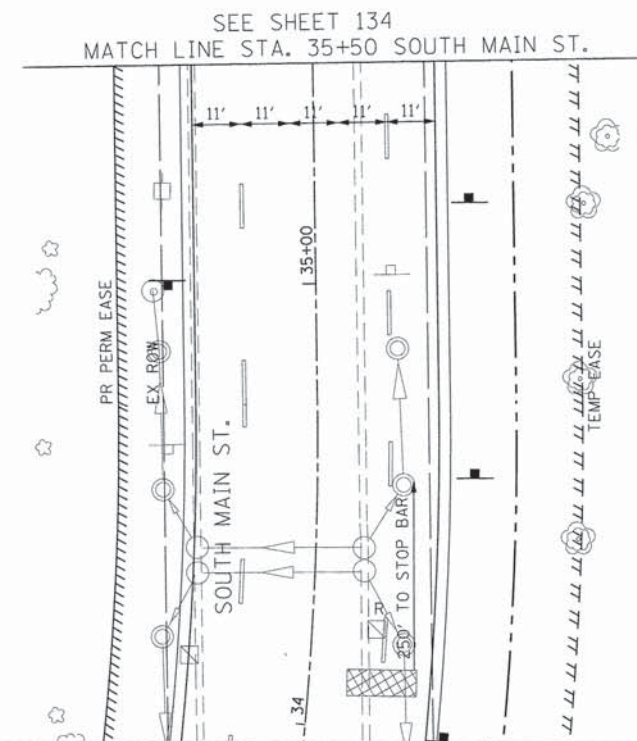 SEE SHEET 134
MATCH LINE STA. 35+50 SOUTH MAIN ST.
11' 11' 11' 11' 11'
35+00
PR PERM EASE
EX ROW
TEMP EASE
SOUTH MAIN ST.
250' TO STOP BAR
R
34